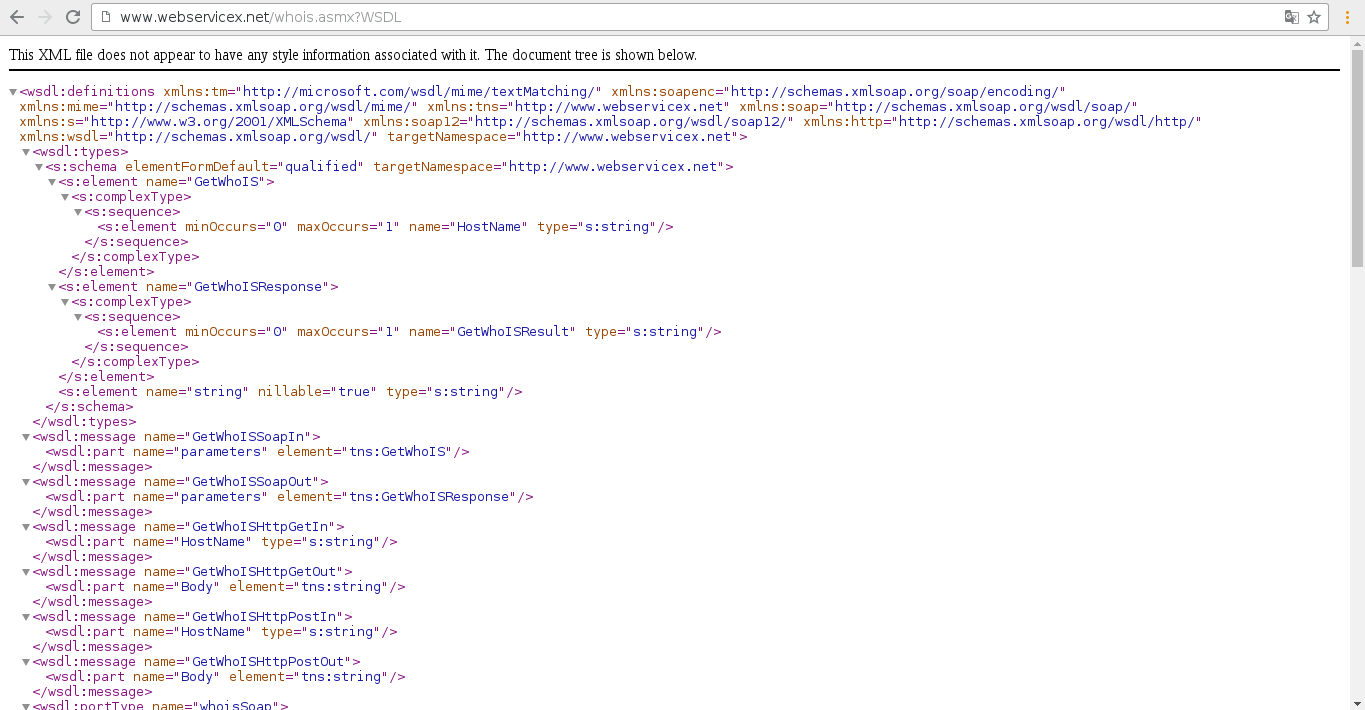 www.webservicex.net/whois.asmx?WSDL
This XML file does not appear to have any style information associated with it. The document tree is shown below.
<wsdl:definitions xmlns:tm="http://microsoft.com/wsdl/mime/textMatching/" xmlns:soapenc="http://schemas.xmlsoap.org/soap/encoding/"
xmlns:mime="http://schemas.xmlsoap.org/wsdl/mime/" xmlns:tns="http://www.webservicex.net" xmlns:soap="http://schemas.xmlsoap.org/wsdl/soap/"
xmlns:s="http://www.w3.org/2001/XMLSchema" xmlns:soap12="http://schemas.xmlsoap.org/wsdl/soap12/" xmlns:http="http://schemas.xmlsoap.org/wsdl/http/"
xmlns:wsdl="http://schemas.xmlsoap.org/wsdl/" targetNamespace="http://www.webservicex.net">
<wsdl:types>
<s:schema elementFormDefault="qualified" targetNamespace="http://www.webservicex.net">
<s:element name="GetWhoIS">
<s:complexType>
<s:sequence>
<s:element minOccurs="0" maxOccurs="1" name="HostName" type="s:string"/>
</s:sequence>
</s:complexType>
</s:element>
<s:element name="GetWhoISResponse">
<s:complexType>
<s:sequence>
<s:element minOccurs="0" maxOccurs="1" name="GetWhoISResult" type="s:string"/>
</s:sequence>
</s:complexType>
</s:element>
<s:element name="string" nillable="true" type="s:string"/>
</s:schema>
</wsdl:types>
<wsdl:message name="GetWhoISSoapIn">
<wsdl:part name="parameters" element="tns:GetWhoIS"/>
</wsdl:message>
<wsdl:message name="GetWhoISSoapOut">
<wsdl:part name="parameters" element="tns:GetWhoISResponse"/>
</wsdl:message>
<wsdl:message name="GetWhoISHttpGetIn">
<wsdl:part name="HostName" type="s:string"/>
</wsdl:message>
<wsdl:message name="GetWhoISHttpGetOut">
<wsdl:part name="Body" element="tns:string"/>
</wsdl:message>
<wsdl:message name="GetWhoISHttpPostIn">
<wsdl:part name="HostName" type="s:string"/>
</wsdl:message>
<wsdl:message name="GetWhoISHttpPostOut">
<wsdl:part name="Body" element="tns:string"/>
</wsdl:message>
<wsdl:portType name="whoisSoap">